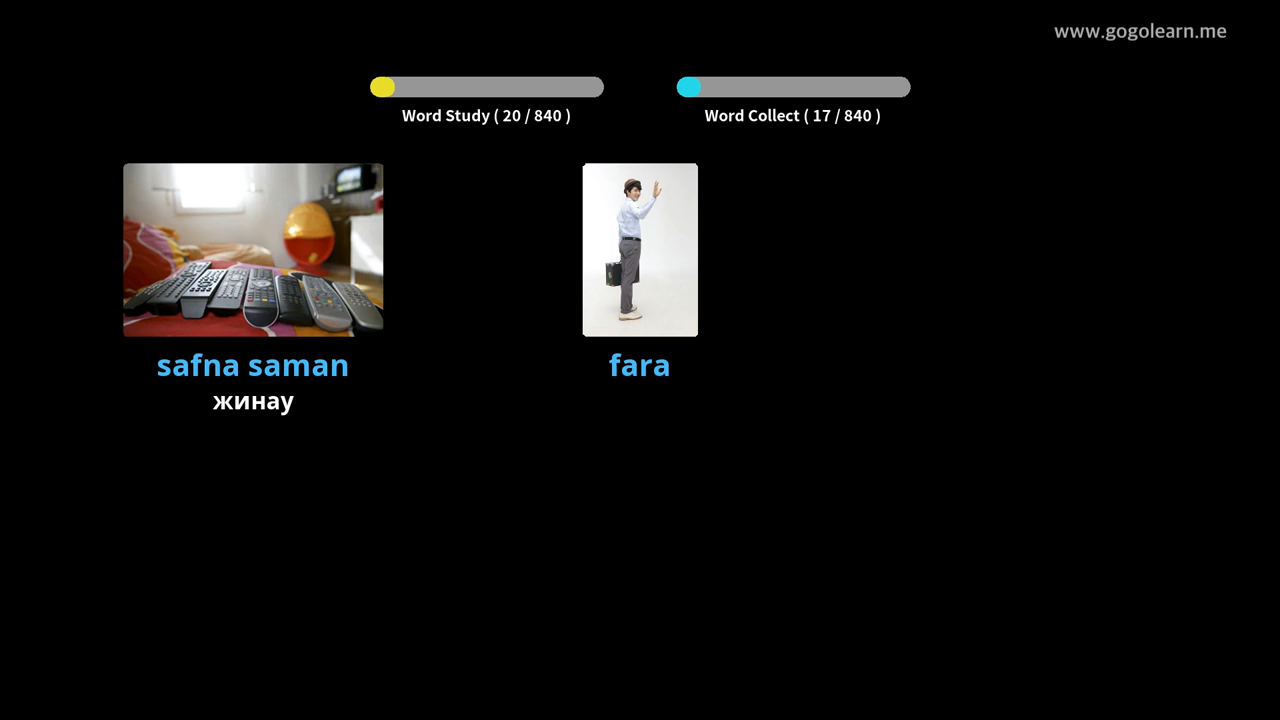 www.gogolearn.me
Word Study ( 20 / 840 )
Word Collect ( 17 / 840 )
safna saman
жинау
fara